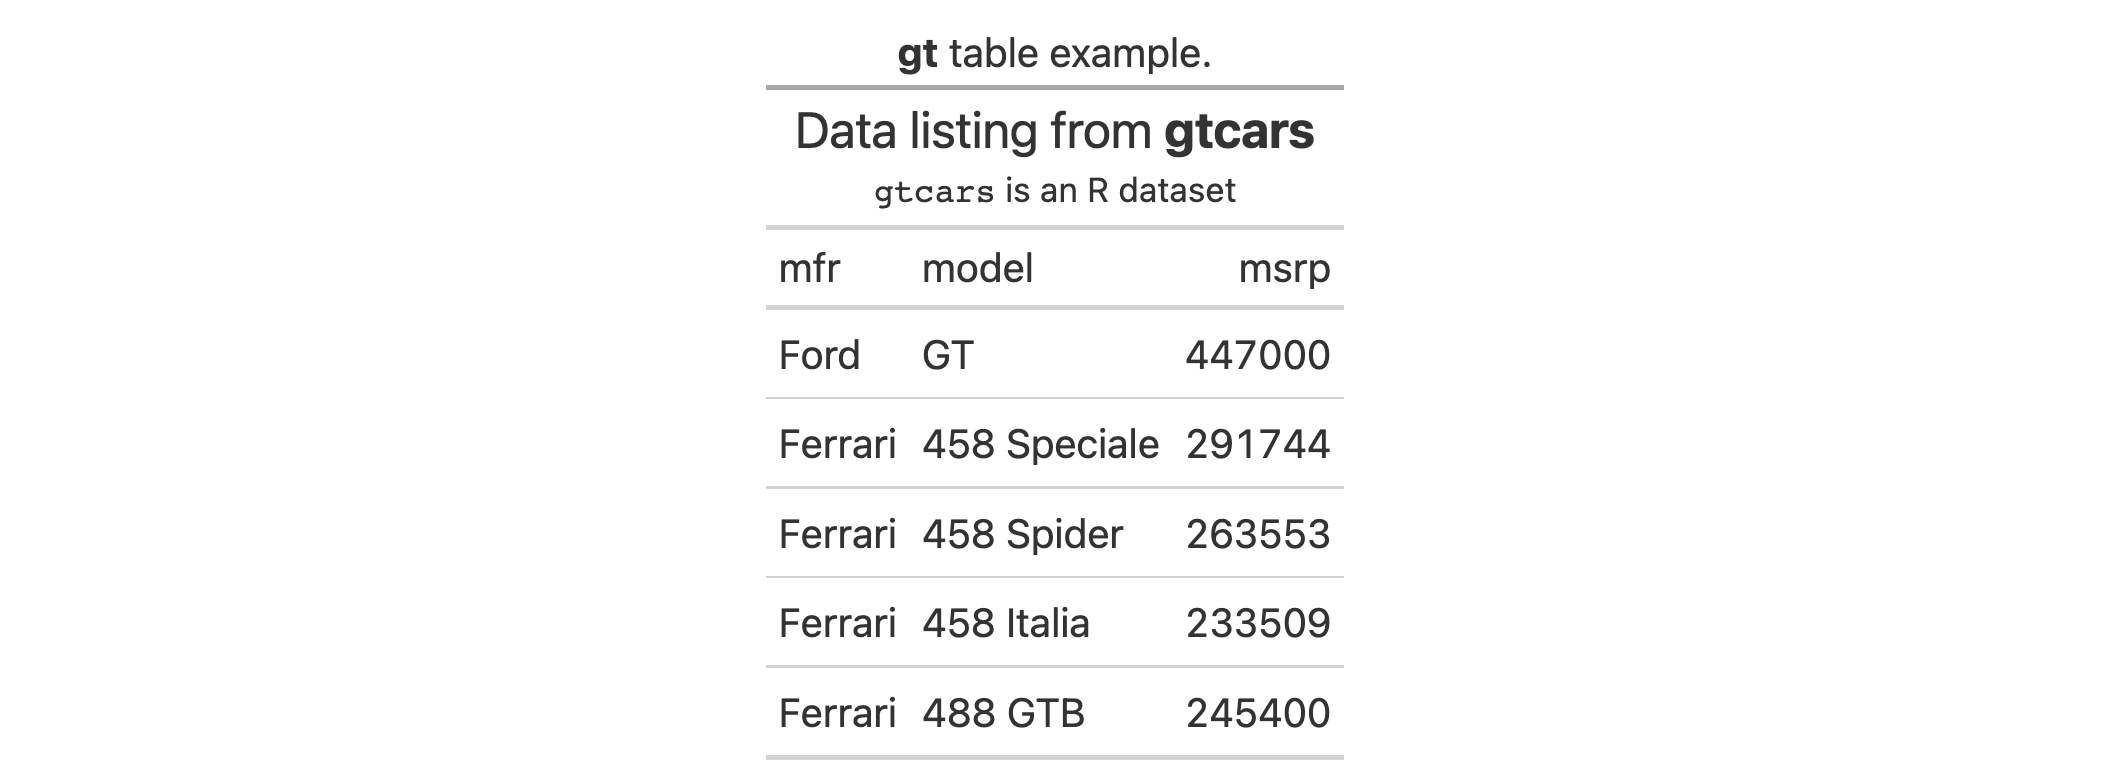 gt table example.
Data listing from gtcars
gtcars is an R dataset
mfr model msrp
Ford GT 447000
Ferrari 458 Speciale 291744
Ferrari 458 Spider 263553
Ferrari 458 Italia 233509
Ferrari 488 GTB 245400